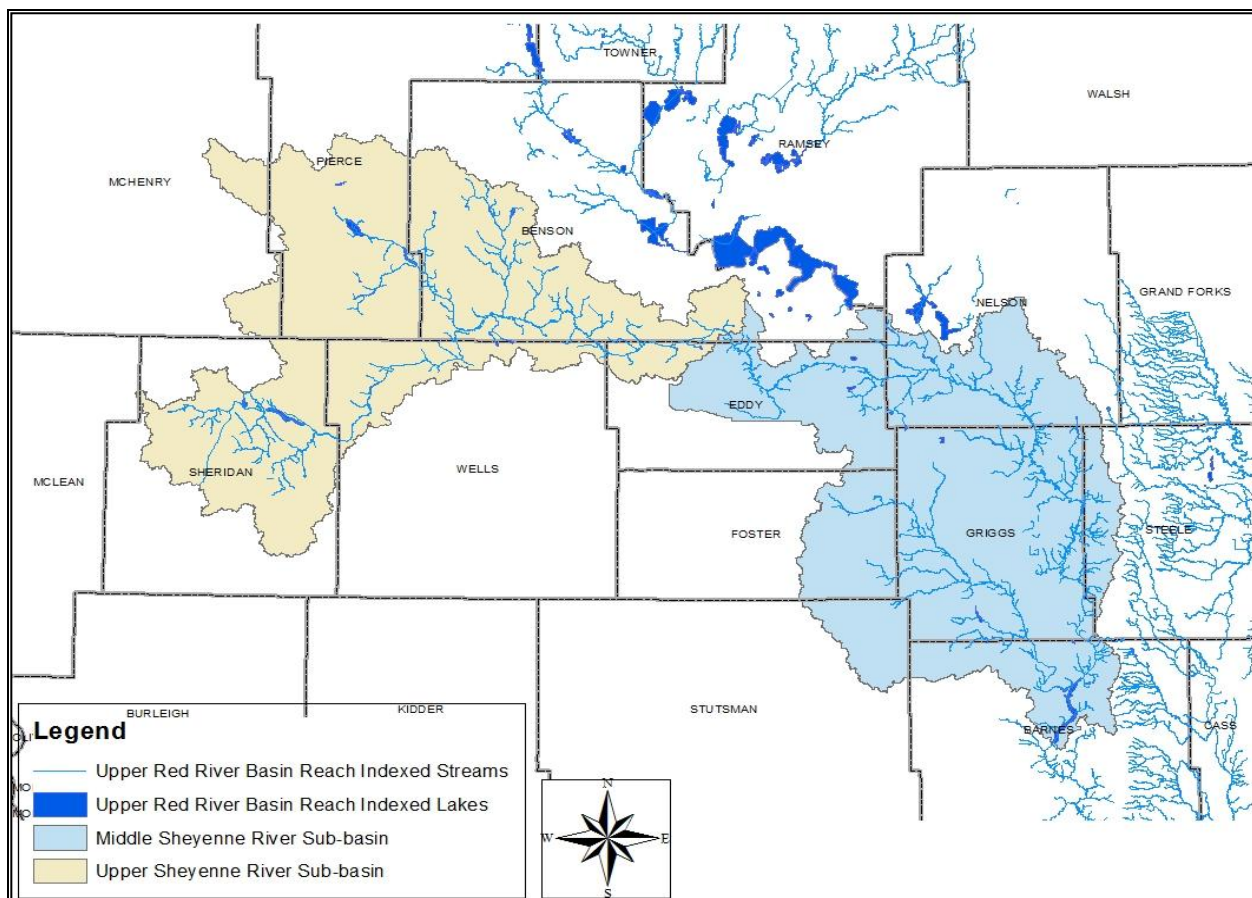 TOWNER
WALSH
RAMSEY
PIERCE
MCHENRY
BENSON
NELSON
GRAND FORKS
EDDY
SHERIDAN
WELLS
MCLEAN
FOSTER
GRIGGS
STEELE
BURLEIGH
KIDDER
STUTSMAN
BARNES
CASS
Legend
Upper Red River Basin Reach Indexed Streams
Upper Red River Basin Reach Indexed Lakes
Middle Sheyenne River Sub-basin
Upper Sheyenne River Sub-basin
MO
MO
N
W
E
S